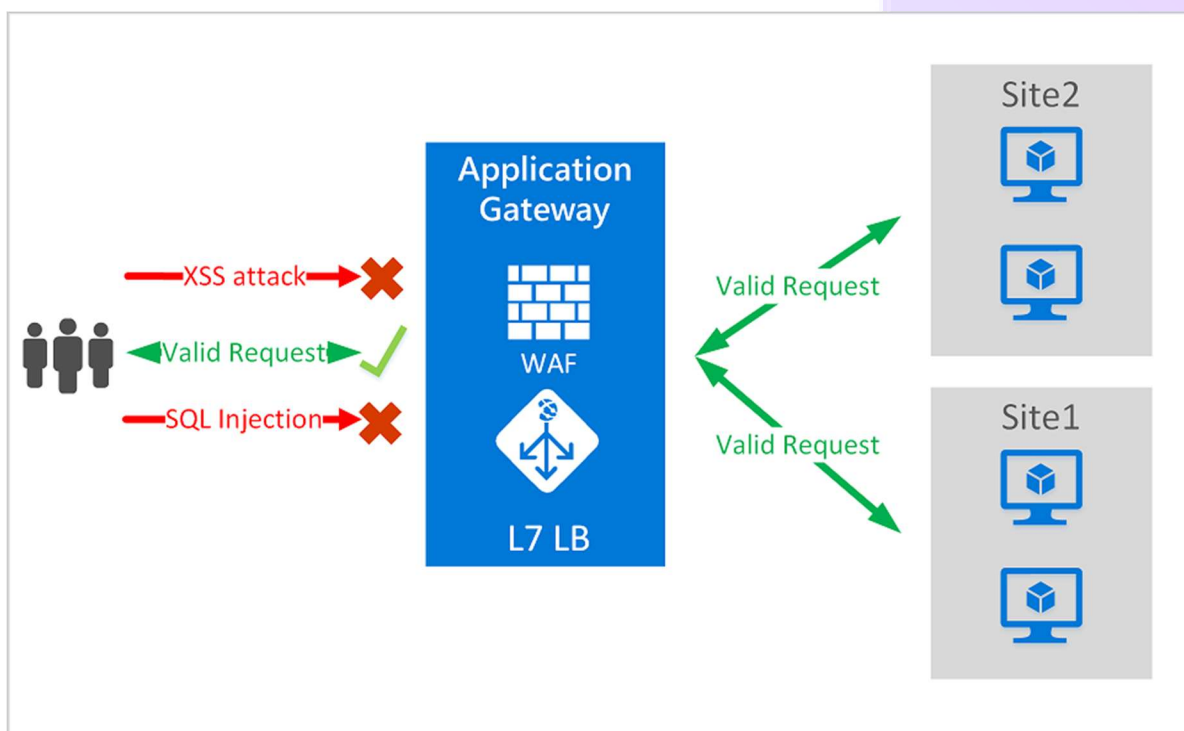 XSS attack
Valid Request
SQL Injection
Application
Gateway
WAF
L7 LB
Valid Request
Valid Request
Site2
Site1